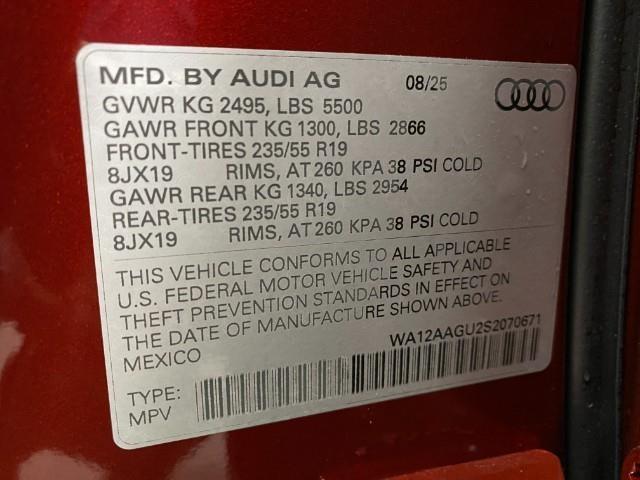 MFD. BY AUDI AG 08/25
GVWR KG 2495, LBS 5500
GAWR FRONT KG 1300, LBS 2866
FRONT-TIRES 235/55 R19
8JX19 RIMS, AT 260 KPA 38 PSI COLD
GAWR REAR KG 1340, LBS 2954
REAR-TIRES 235/55 R19
8JX19 RIMS, AT 260 KPA 38 PSI COLD
THIS VEHICLE CONFORMS TO ALL APPLICABLE
U.S. FEDERAL MOTOR VEHICLE SAFETY AND
THEFT PREVENTION STANDARDS IN EFFECT ON
THE DATE OF MANUFACTURE SHOWN ABOVE.
MEXICO WA12AAGU2S2070671
TYPE:
MPV